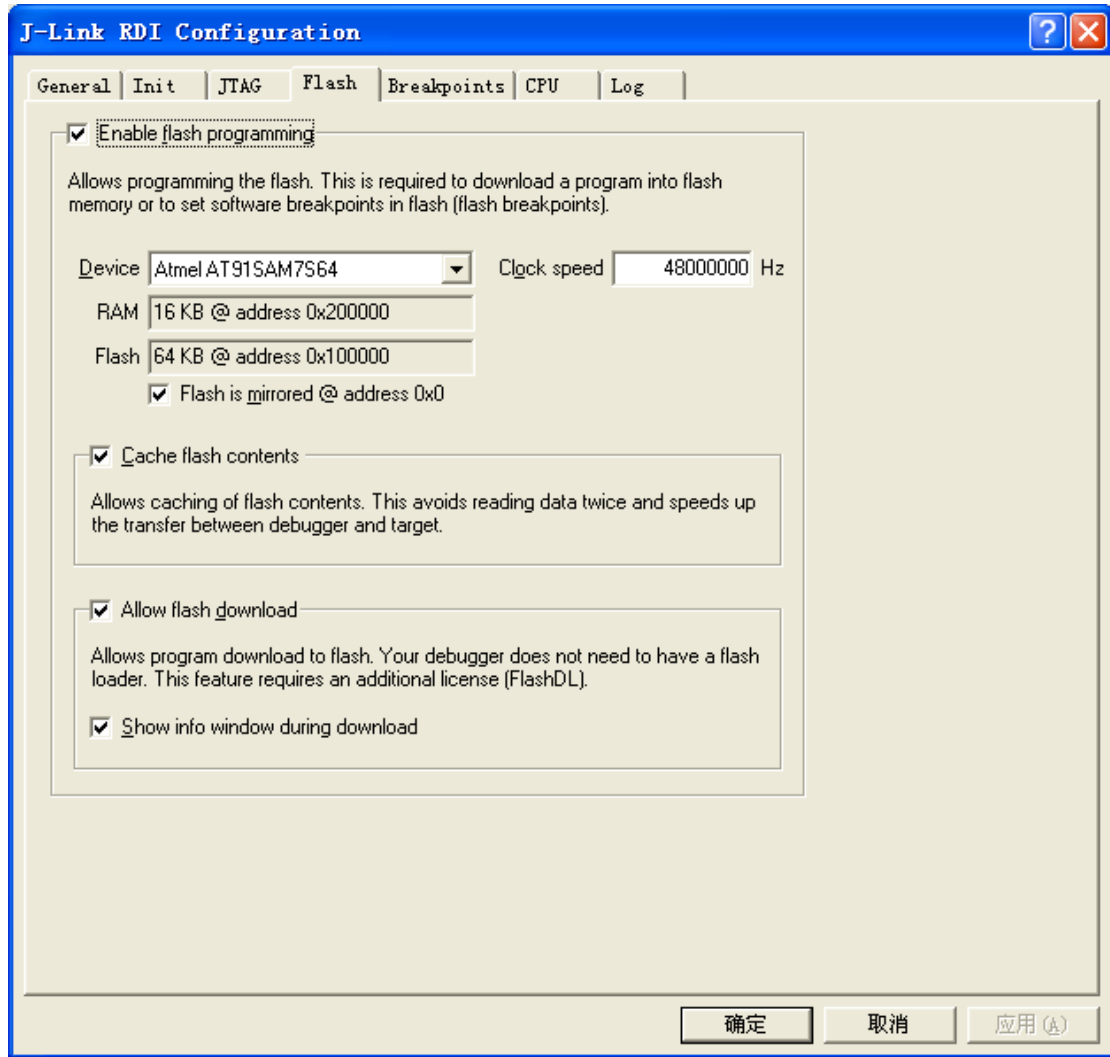 J-Link RDI Configuration
General Init JTAG Flash Breakpoints CPU Log
Enable flash programming
Allows programming the flash. This is required to download a program into flash
memory or to set software breakpoints in flash (flash breakpoints).
Device Atmel AT91SAM7S64 Clock speed 48000000 Hz
RAM 16 KB @ address 0x200000
Flash 64 KB @ address 0x100000
Flash is mirrored @ address 0x0
Cache flash contents
Allows caching of flash contents. This avoids reading data twice and speeds up
the transfer between debugger and target.
Allow flash download
Allows program download to flash. Your debugger does not need to have a flash
loader. This feature requires an additional license (FlashDL).
Show info window during download
确定 取消 应用(A)